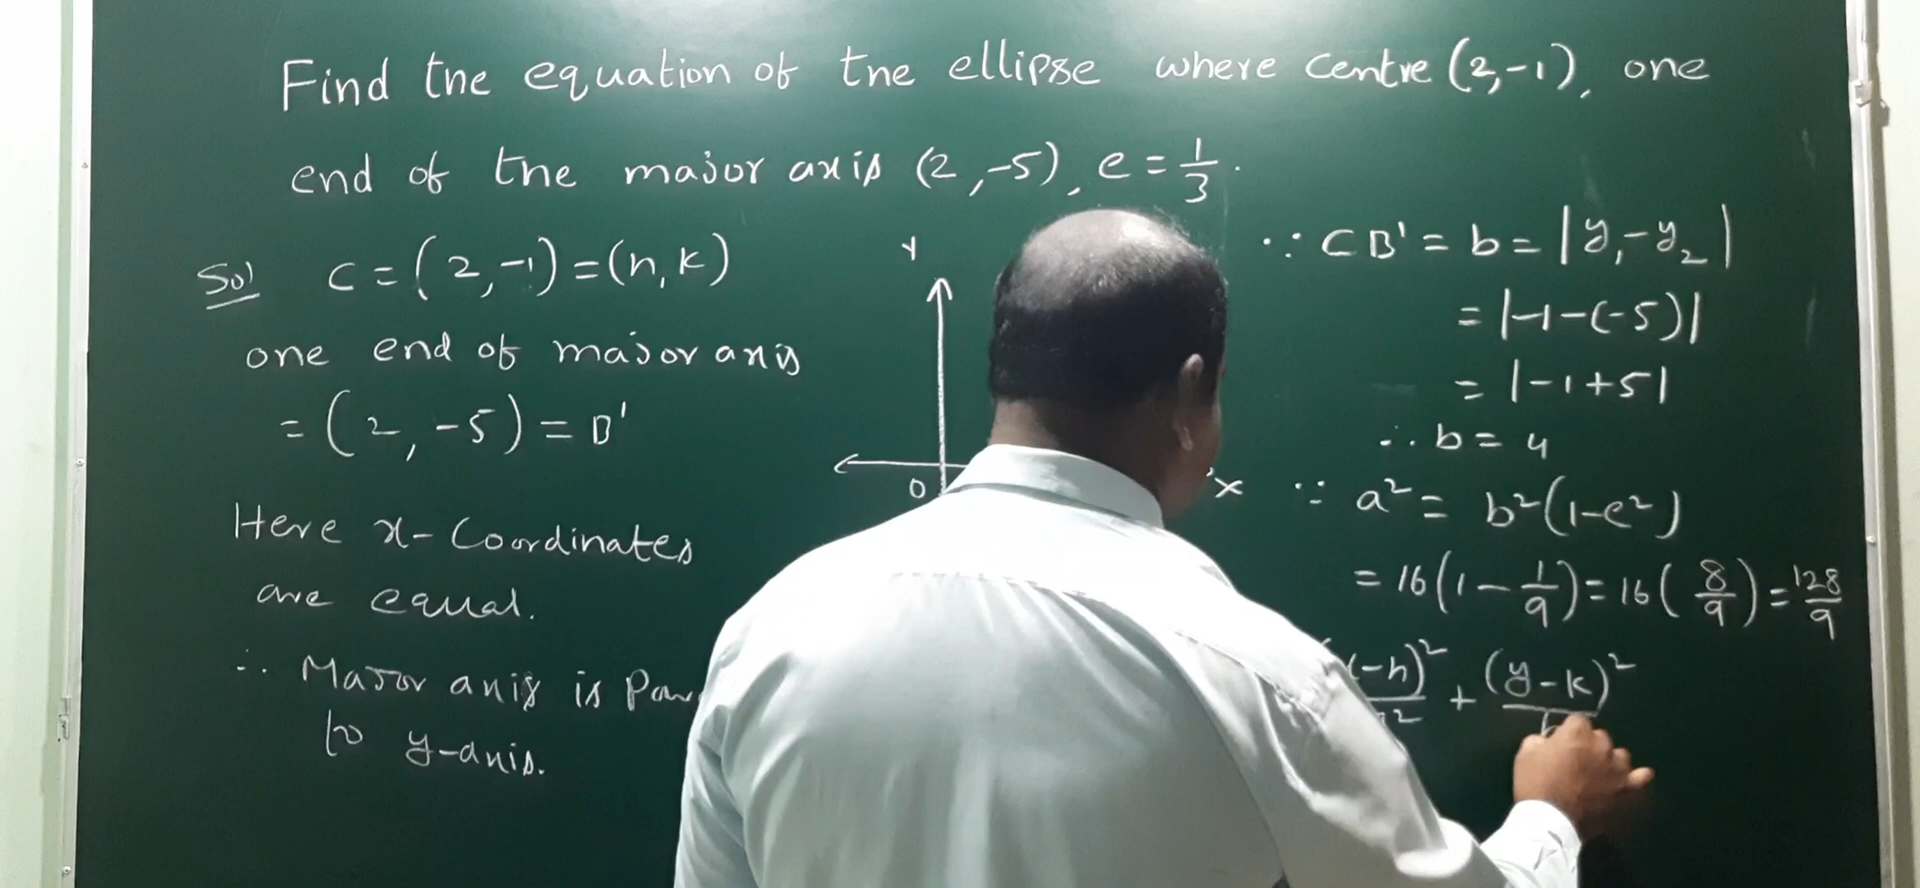 Find the equation of the ellipse where centre (2,-1), one
end of the major axis (2,-5), e = 1/3.
Sol C = (2,-1) = (h, k)
one end of major axis
= (2, -5) = B'
Here x-Coordinates
are equal.
∴ Major axis is
to y-axis.
Y
O
X
∵ CB' = b = |y₁-y₂|
= |-1-(-5)|
= |-1+5|
∴ b = 4
∵ a² = b²(1-e²)
= 16(1 - 1/9) = 16(8/9) = 128/9
-h)² + (y-k)²